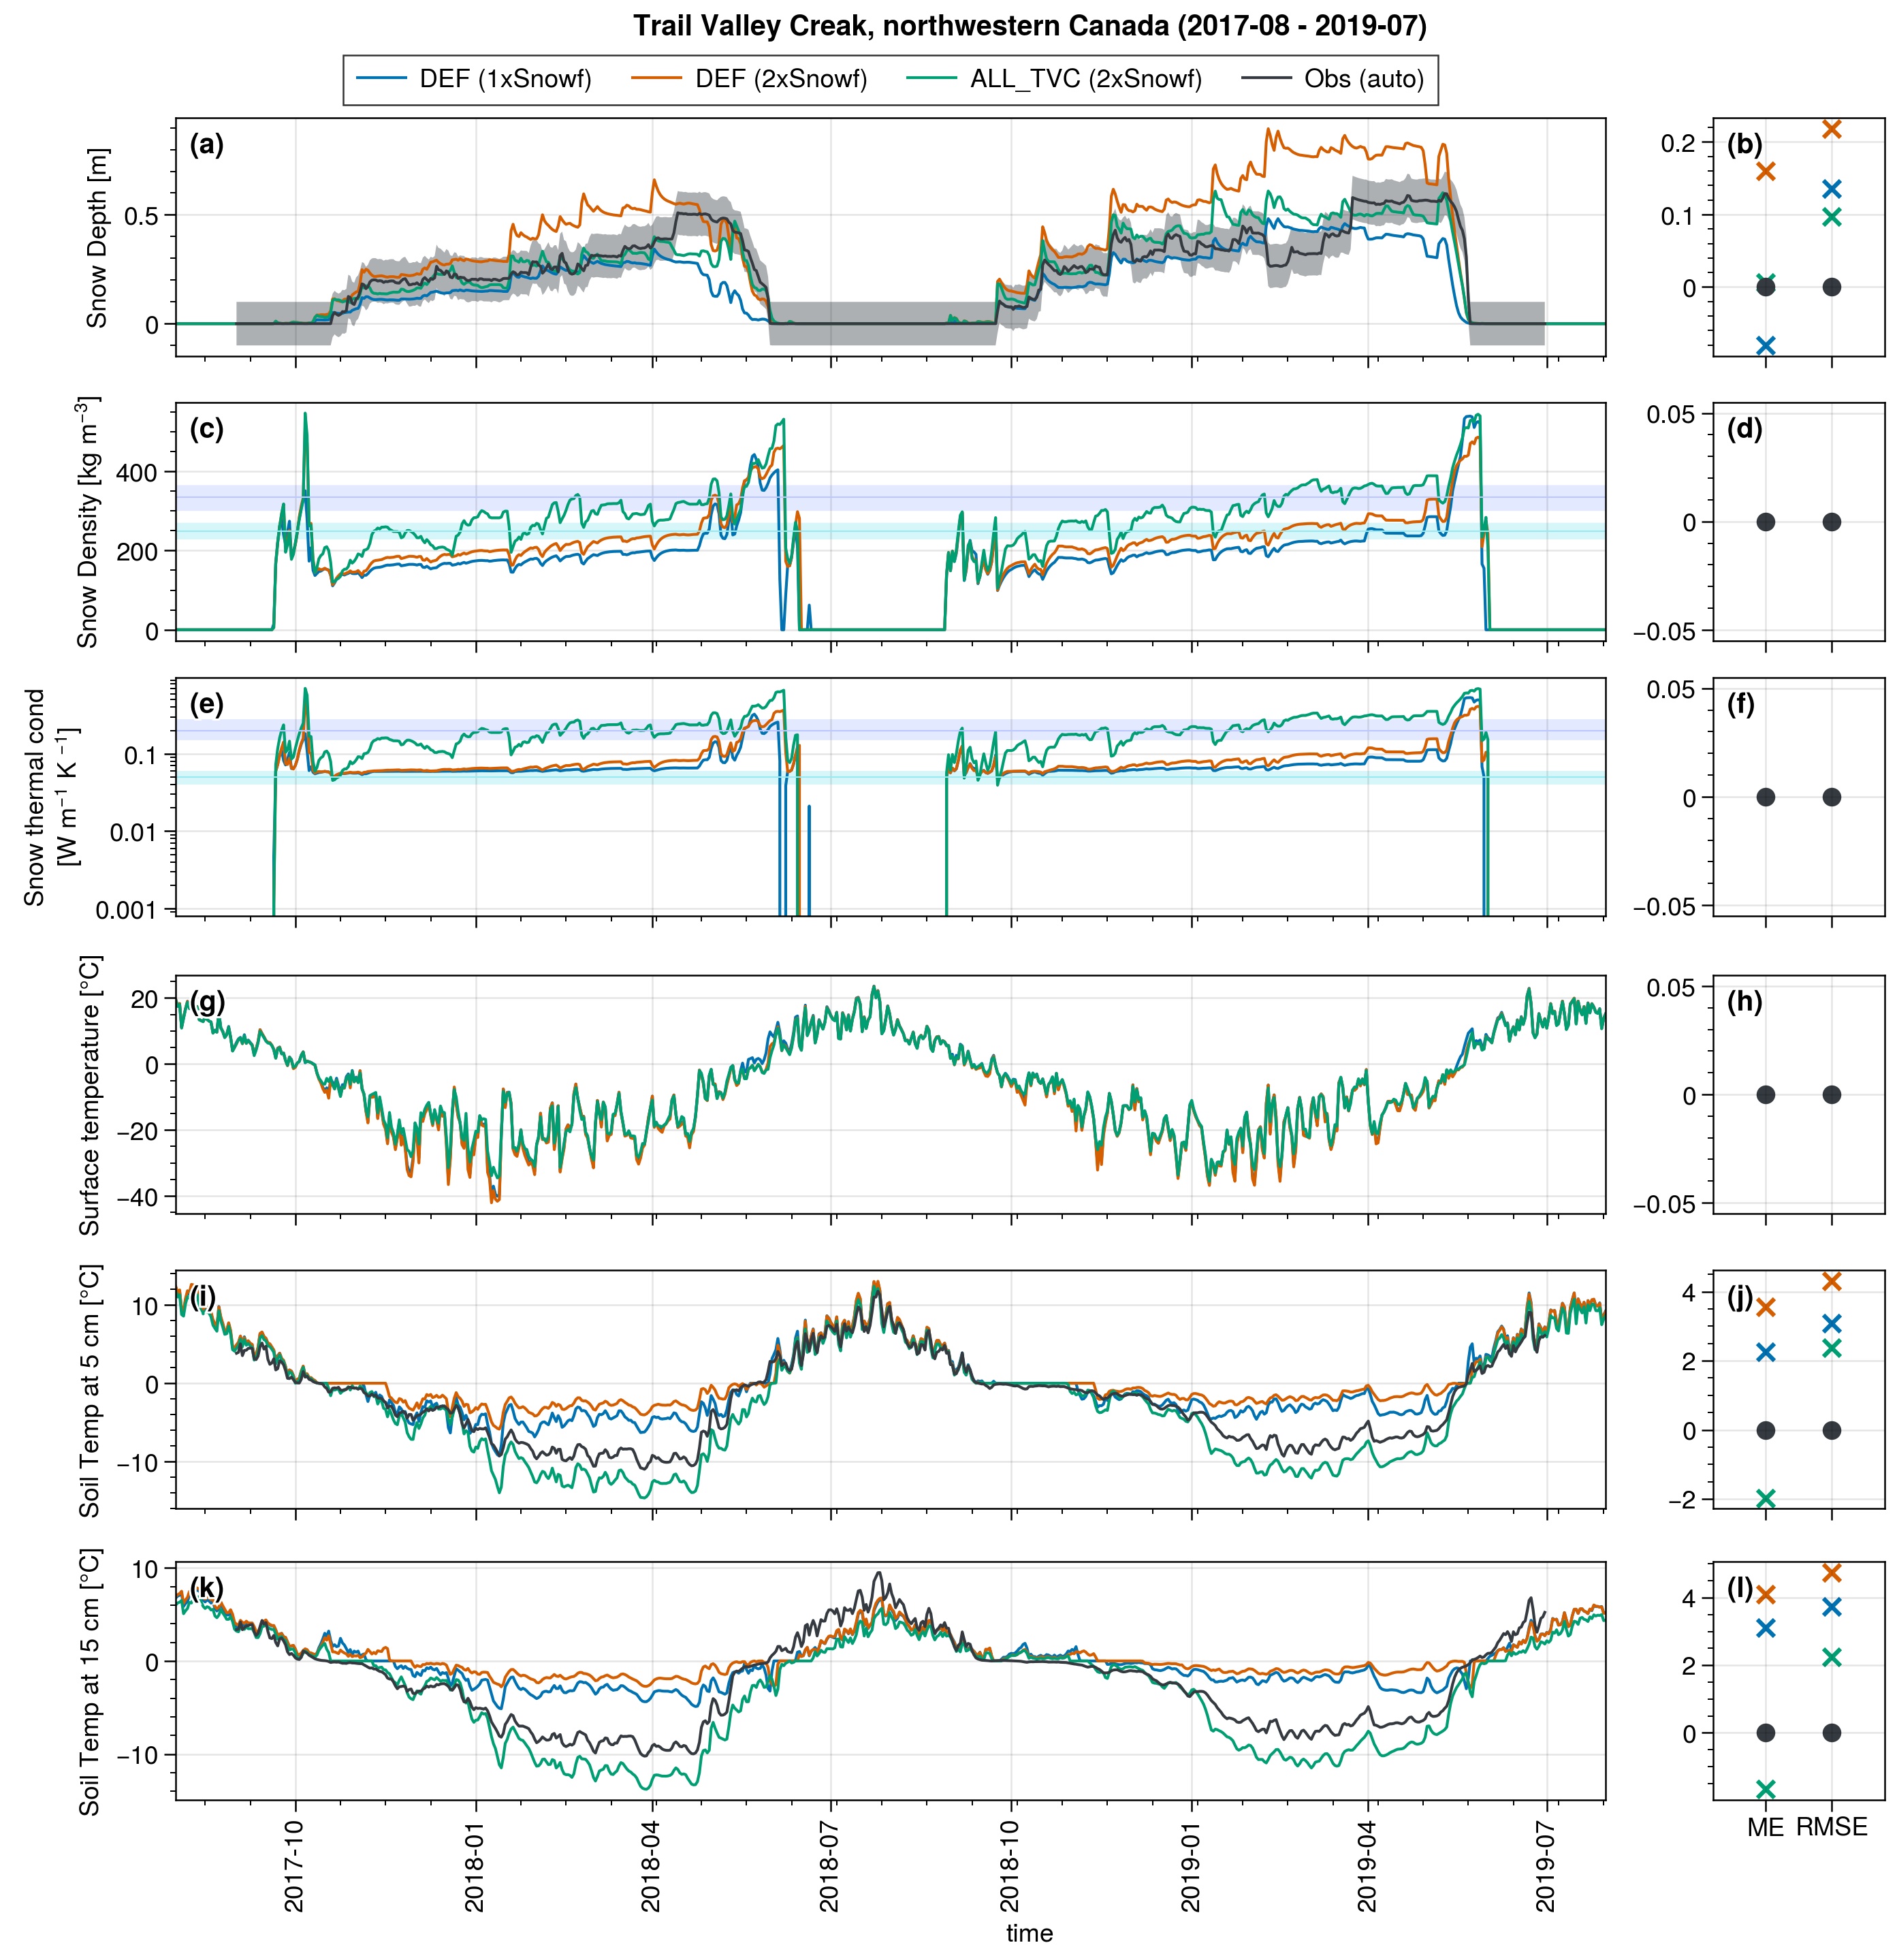 Trail Valley Creak, northwestern Canada (2017-08 - 2019-07)
DEF (1xSnowf) DEF (2xSnowf) ALL_TVC (2xSnowf) Obs (auto)
Snow Depth [m]
(a)
0.5
0
(b)
0.2
0.1
0
Snow Density [kg m⁻³]
(c)
400
200
0
(d)
0.05
0
−0.05
Snow thermal cond
[W m⁻¹ K⁻¹]
(e)
0.1
0.01
0.001
(f)
0.05
0
−0.05
Surface temperature [°C]
(g)
20
0
−20
−40
(h)
0.05
0
−0.05
Soil Temp at 5 cm [°C]
(i)
10
0
−10
(j)
4
2
0
−2
Soil Temp at 15 cm [°C]
(k)
10
0
−10
(l)
4
2
0
ME RMSE
2017-10
2018-01
2018-04
2018-07
2018-10
2019-01
2019-04
2019-07
time